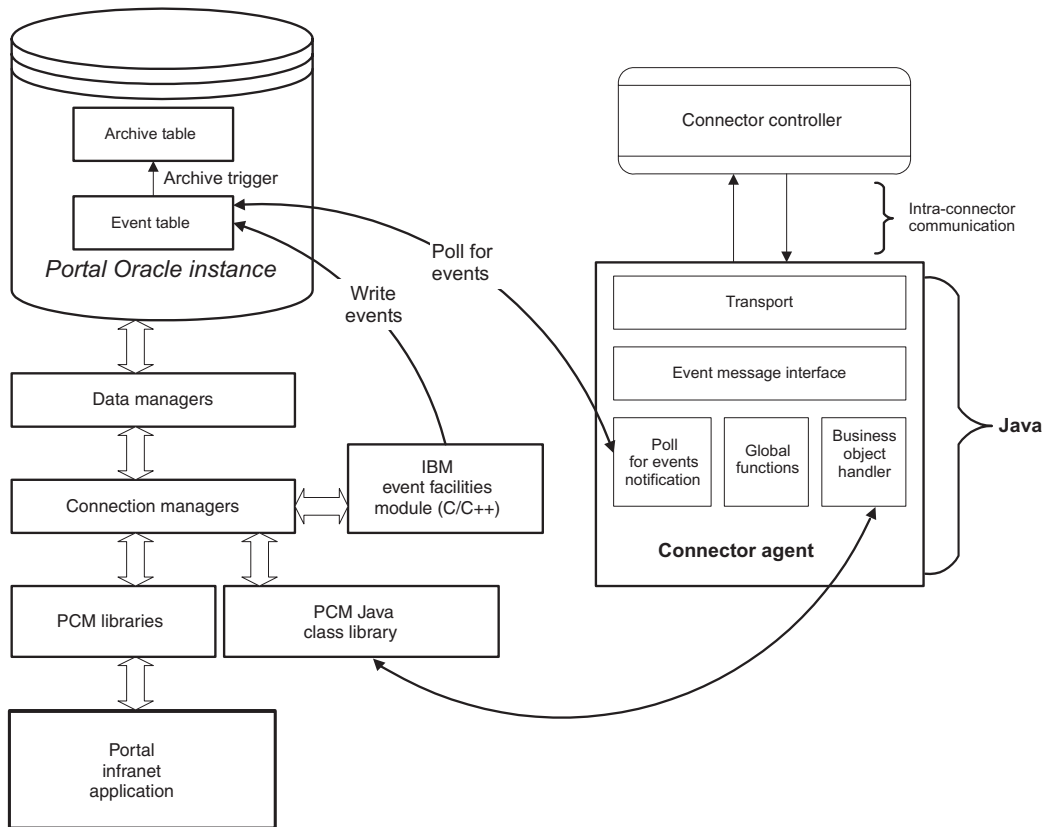 Archive table
Archive trigger
Event table
Portal Oracle instance
Poll for
events
Write
events
Data managers
Connection managers
IBM
event facilities
module (C/C++)
PCM libraries
PCM Java
class library
Portal
infranet
application
Connector controller
Intra-connector
communication
Transport
Event message interface
Poll
for events
notification
Global
functions
Business
object
handler
Connector agent
Java